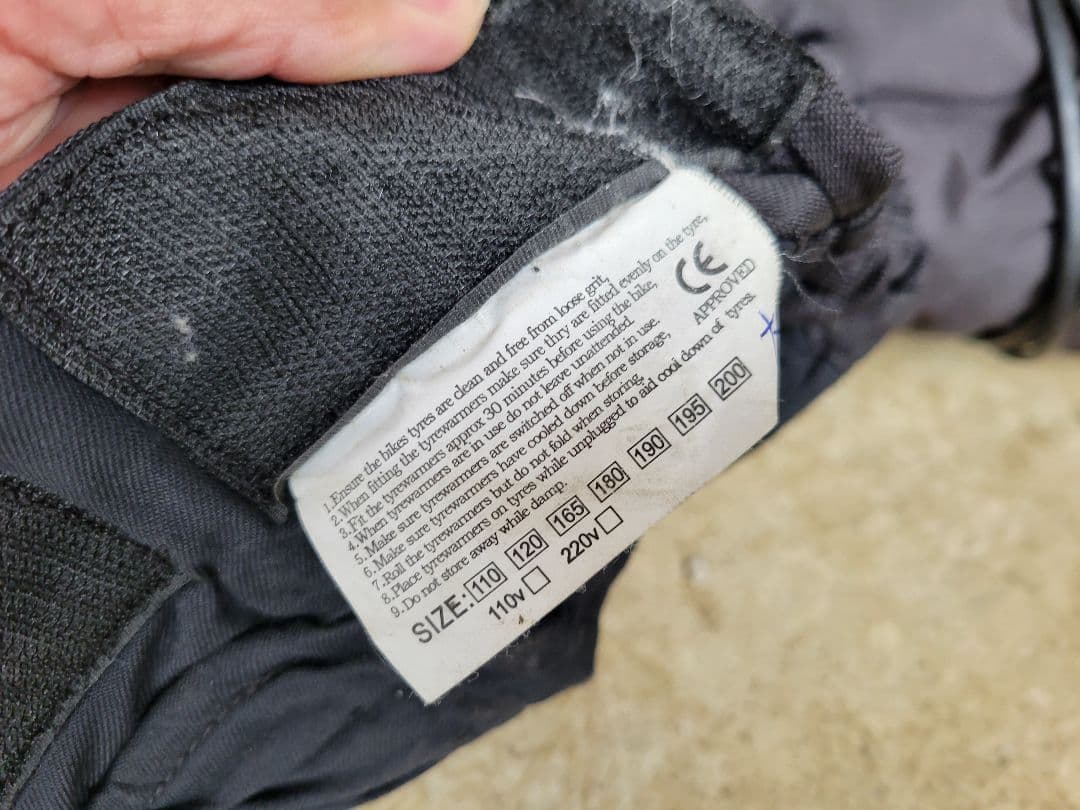 1.Ensure the bikes tyres are clean and free from loose grit,
2.When fitting the tyrewarmers make sure thry are fitted evenly on the tyre,
3.Fit the tyrewarmers approx 30 minutes before using the bike,
4.When tyrewarmers are in use do not leave unattended.
5.Make sure tyrewarmers are switched off when not in use.
6.Make sure tyrewarmers have cooled down before storage,
7.Roll the tyrewarmers but do not fold when storing,
8.Place tyrewarmers on tyres while unplugged to aid cooi down of tyres.
9.Do not store away while damp.
CE
APPROVED
SIZE: 110 120 165 180 190 195 200
110v 220v